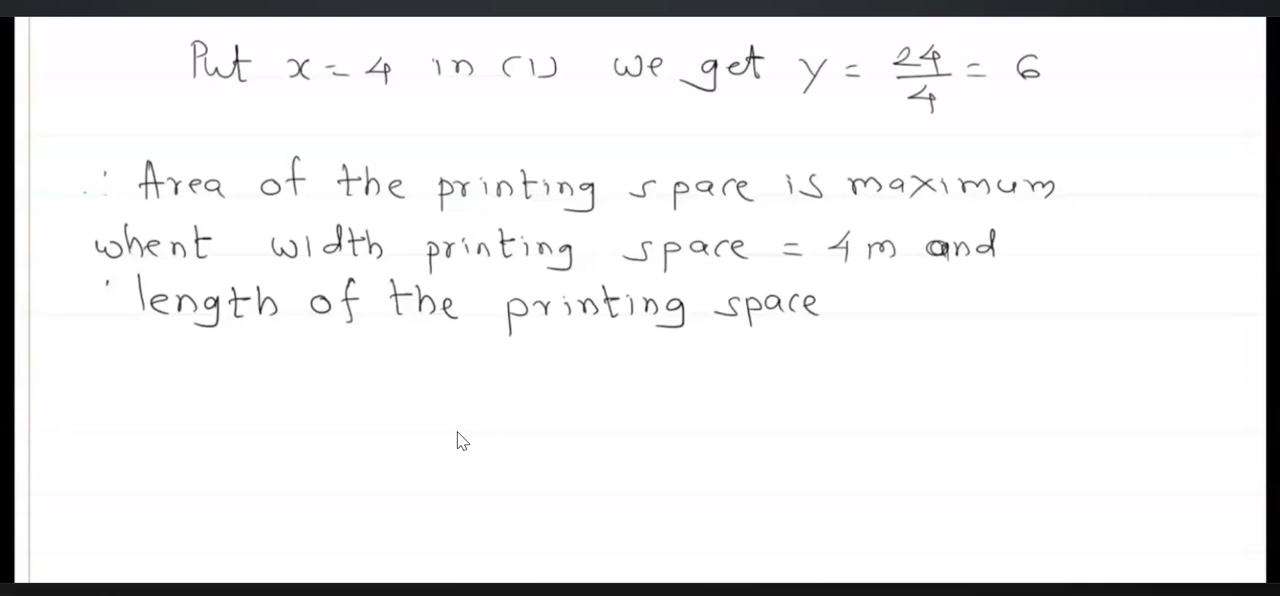 Put x = 4 in (1) we get y = 24/4 = 6
∴ Area of the printing space is maximum
whent width printing space = 4 m and
length of the printing space